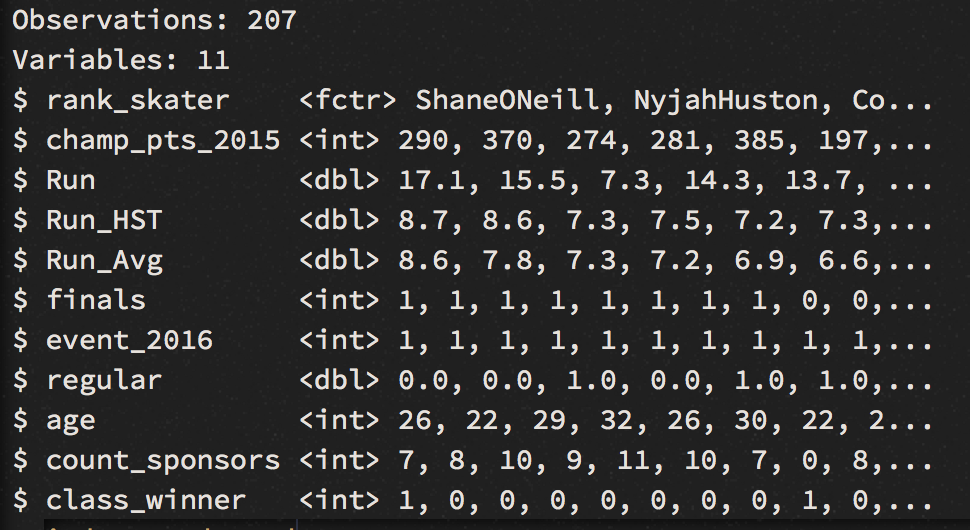 Observations: 207
Variables: 11
$ rank_skater <fctr> ShaneONeill, NyjahHuston, Co...
$ champ_pts_2015 <int> 290, 370, 274, 281, 385, 197,...
$ Run <dbl> 17.1, 15.5, 7.3, 14.3, 13.7, ...
$ Run_HST <dbl> 8.7, 8.6, 7.3, 7.5, 7.2, 7.3,...
$ Run_Avg <dbl> 8.6, 7.8, 7.3, 7.2, 6.9, 6.6,...
$ finals <int> 1, 1, 1, 1, 1, 1, 1, 1, 0, 0,...
$ event_2016 <int> 1, 1, 1, 1, 1, 1, 1, 1, 1, 1,...
$ regular <dbl> 0.0, 0.0, 1.0, 0.0, 1.0, 1.0,...
$ age <int> 26, 22, 29, 32, 26, 30, 22, 2...
$ count_sponsors <int> 7, 8, 10, 9, 11, 10, 7, 0, 8,...
$ class_winner <int> 1, 0, 0, 0, 0, 0, 0, 0, 1, 0,...